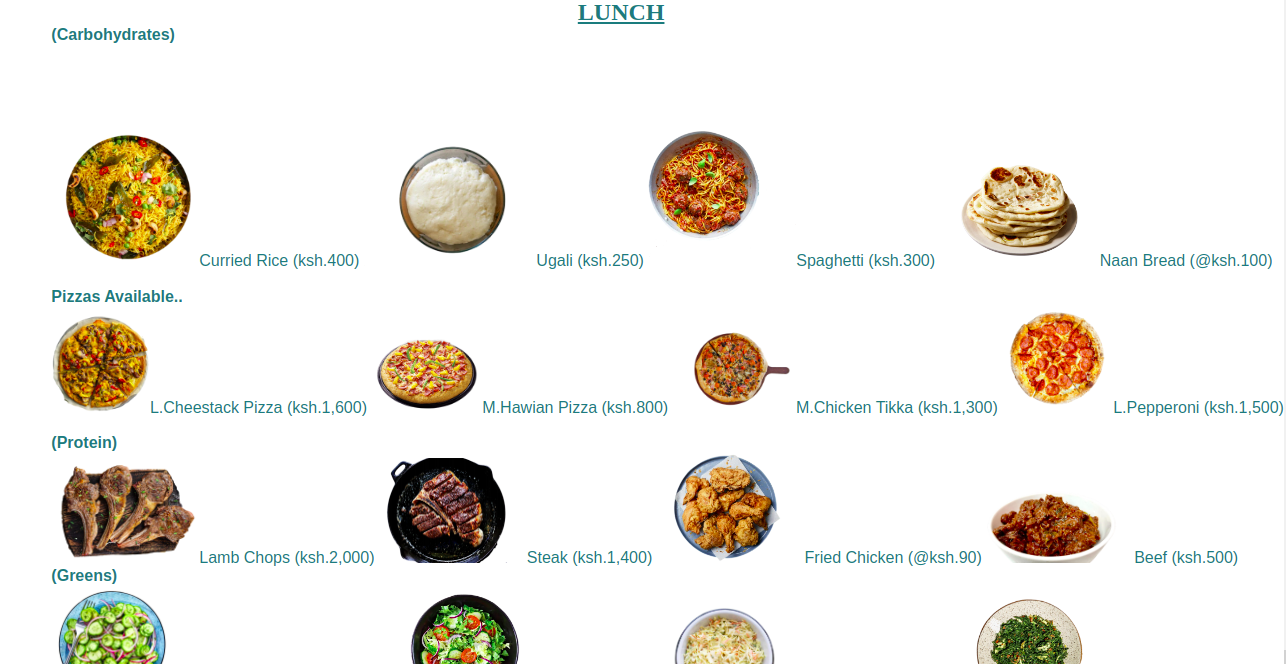 LUNCH
(Carbohydrates)
Curried Rice (ksh.400) Ugali (ksh.250) Spaghetti (ksh.300) Naan Bread (@ksh.100)
Pizzas Available..
L.Cheestack Pizza (ksh.1,600) M.Hawian Pizza (ksh.800) M.Chicken Tikka (ksh.1,300) L.Pepperoni (ksh.1,500)
(Protein)
Lamb Chops (ksh.2,000) Steak (ksh.1,400) Fried Chicken (@ksh.90) Beef (ksh.500)
(Greens)